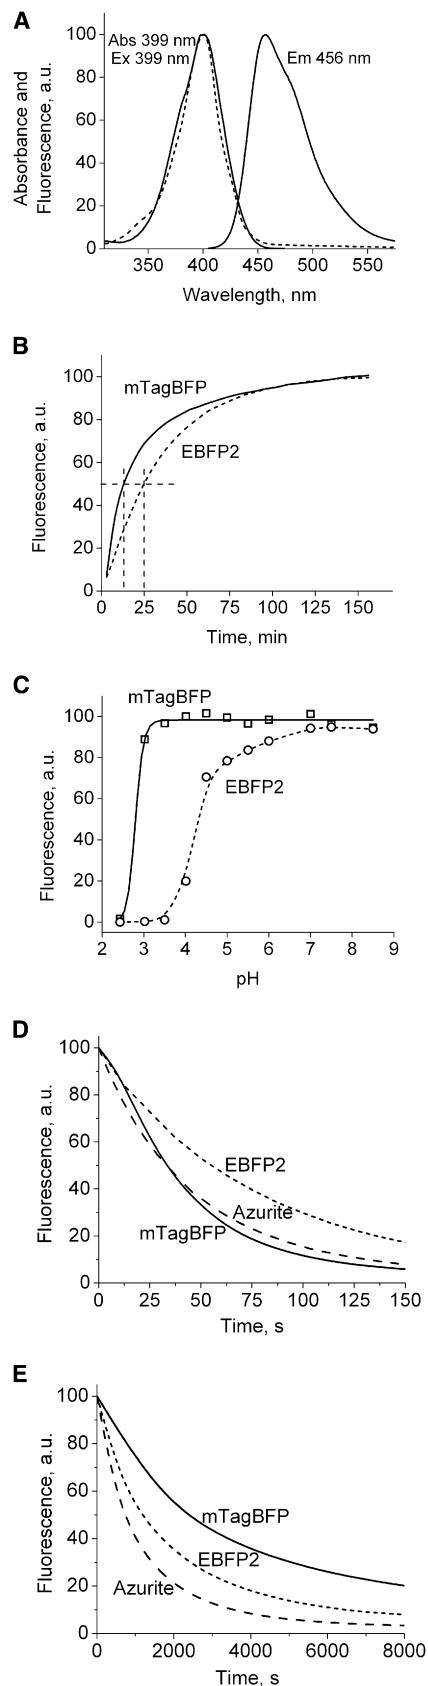 A
Abs 399 nm
Ex 399 nm
Em 456 nm
Absorbance and
Fluorescence, a.u.
100
80
60
40
20
0
350 400 450 500 550
Wavelength, nm
B
mTagBFP
EBFP2
Fluorescence, a.u.
100
80
60
40
20
0
0 25 50 75 100 125 150
Time, min
C
mTagBFP
EBFP2
Fluorescence, a.u.
100
80
60
40
20
0
2 3 4 5 6 7 8 9
pH
D
EBFP2
Azurite
mTagBFP
Fluorescence, a.u.
100
80
60
40
20
0
0 25 50 75 100 125 150
Time, s
E
mTagBFP
EBFP2
Azurite
Fluorescence, a.u.
100
80
60
40
20
0
0 2000 4000 6000 8000
Time, s